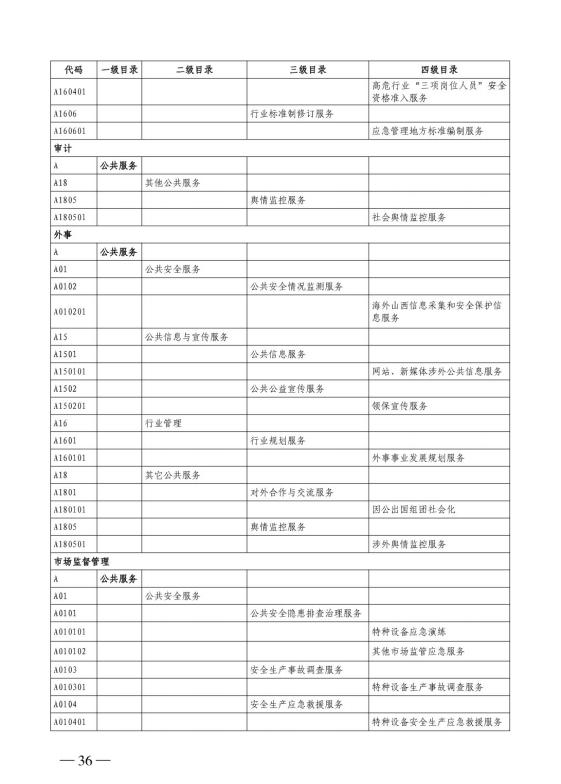 代码 一级目录 二级目录 三级目录 四级目录
A160401 高危行业“三项岗位人员”安全
资格准入服务
A1606 行业标准制修订服务
A160601 应急管理地方标准编制服务
审计
A 公共服务
A18 其他公共服务
A1805 舆情监控服务
A180501 社会舆情监控服务
外事
A 公共服务
A01 公共安全服务
A0102 公共安全情况监测服务
A010201 海外山西信息采集和安全保护信
息服务
A15 公共信息与宣传服务
A1501 公共信息服务
A150101 网站、新媒体涉外公共信息服务
A1502 公共公益宣传服务
A150201 领保宣传服务
A16 行业管理
A1601 行业规划服务
A160101 外事事业发展规划服务
A18 其它公共服务
A1801 对外合作与交流服务
A180101 因公出国组团社会化
A1805 舆情监控服务
A180501 涉外舆情监控服务
市场监督管理
A 公共服务
A01 公共安全服务
A0101 公共安全隐患排查治理服务
A010101 特种设备应急演练
A010102 其他市场监管应急服务
A0103 安全生产事故调查服务
A010301 特种设备生产事故调查服务
A0104 安全生产应急救援服务
A010401 特种设备安全生产应急救援服务
— 36 —